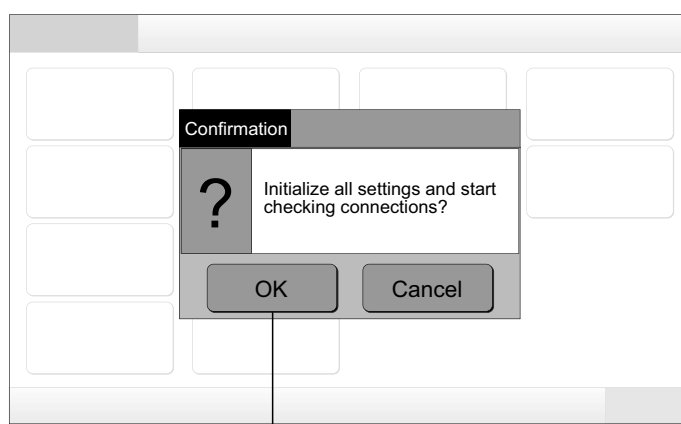 Confirmation
?
Initialize all settings and start
checking connections?
OK
Cancel